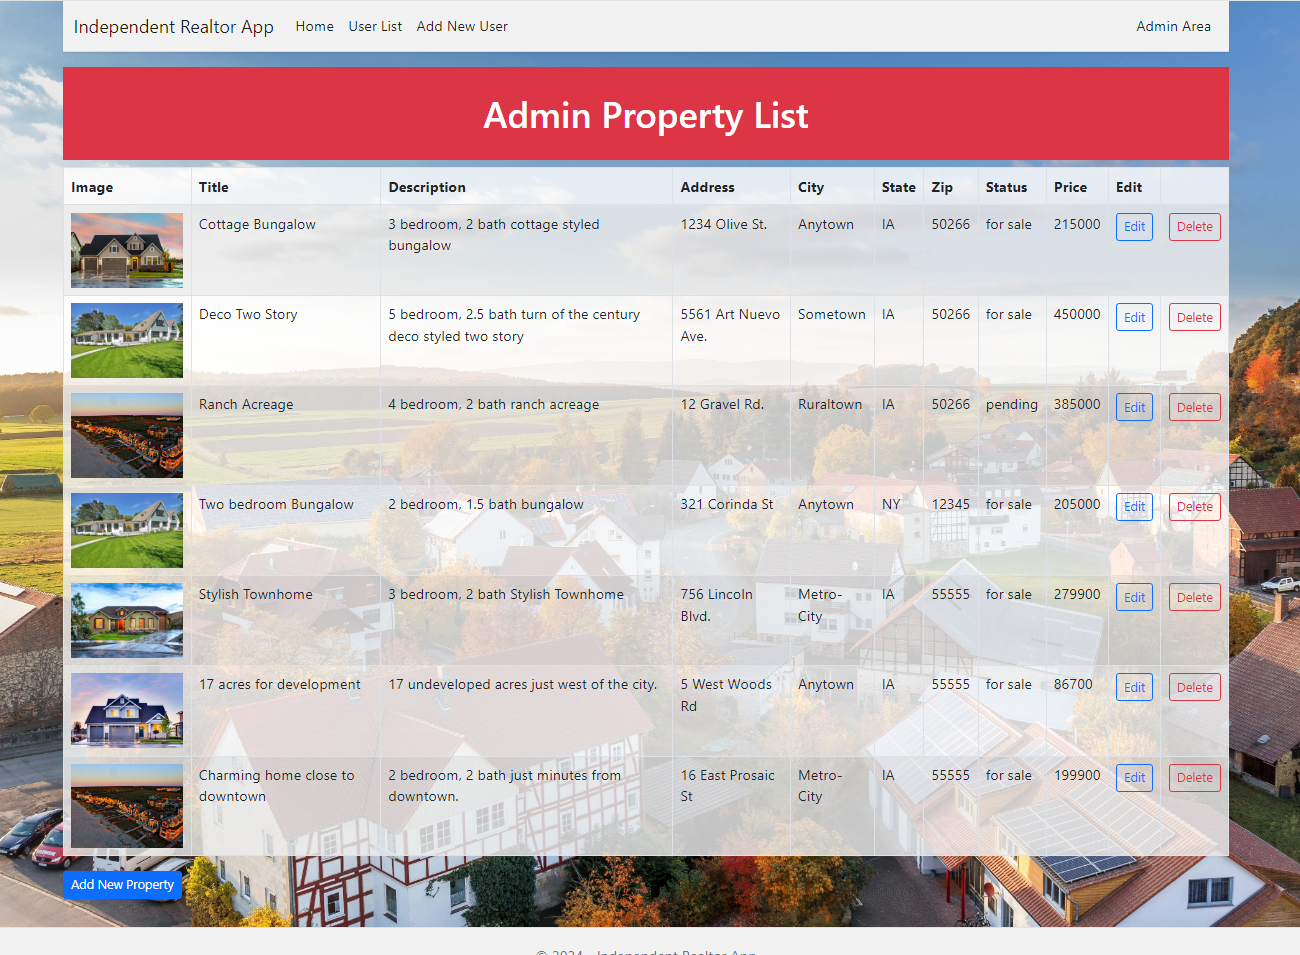 Independent Realtor App Home User List Add New User Admin Area
Admin Property List
Image Title Description Address City State Zip Status Price Edit
Cottage Bungalow 3 bedroom, 2 bath cottage styled 1234 Olive St. Anytown IA 50266 for sale 215000 Edit Delete
bungalow
Deco Two Story 5 bedroom, 2.5 bath turn of the century 5561 Art Nuevo Sometown IA 50266 for sale 450000 Edit Delete
deco styled two story Ave.
Ranch Acreage 4 bedroom, 2 bath ranch acreage 12 Gravel Rd. Ruraltown IA 50266 pending 385000 Edit Delete
Two bedroom Bungalow 2 bedroom, 1.5 bath bungalow 321 Corinda St Anytown NY 12345 for sale 205000 Edit Delete
Stylish Townhome 3 bedroom, 2 bath Stylish Townhome 756 Lincoln Metro- IA 55555 for sale 279900 Edit Delete
Blvd. City
17 acres for development 17 undeveloped acres just west of the city. 5 West Woods Anytown IA 55555 for sale 86700 Edit Delete
Rd
Charming home close to 2 bedroom, 2 bath just minutes from 16 East Prosaic Metro- IA 55555 for sale 199900 Edit Delete
downtown downtown. St City
Add New Property
© 2024 - Independent Realtor App